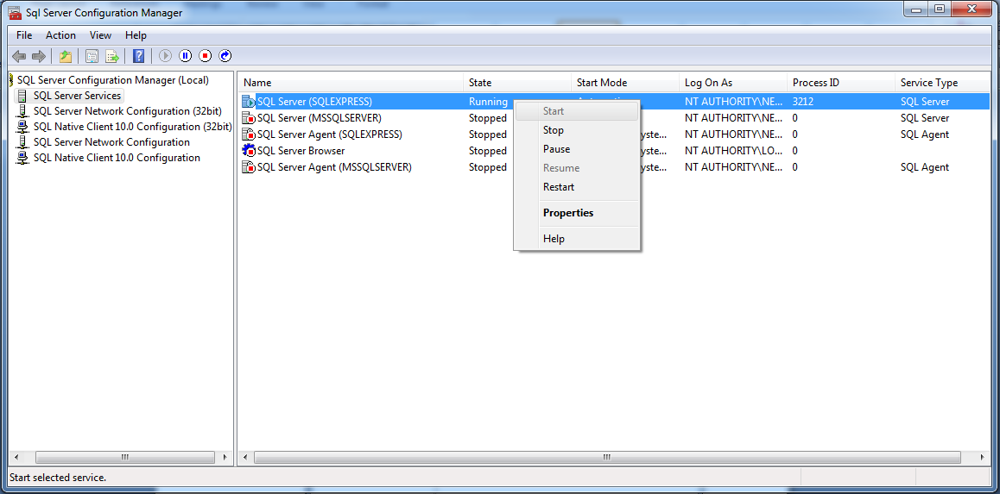 Sql Server Configuration Manager
File Action View Help
SQL Server Configuration Manager (Local)
SQL Server Services
SQL Server Network Configuration (32bit)
SQL Native Client 10.0 Configuration (32bit)
SQL Server Network Configuration
SQL Native Client 10.0 Configuration
Name State Start Mode Log On As Process ID Service Type
SQL Server (SQLEXPRESS) Running NT AUTHORITY\NE... 3212 SQL Server
SQL Server (MSSQLSERVER) Stopped NT AUTHORITY\NE... 0 SQL Server
SQL Server Agent (SQLEXPRESS) Stopped yste... NT AUTHORITY\NE... 0 SQL Agent
SQL Server Browser Stopped yste... NT AUTHORITY\LO... 0
SQL Server Agent (MSSQLSERVER) Stopped yste... NT AUTHORITY\NE... 0 SQL Agent
Start
Stop
Pause
Resume
Restart
Properties
Help
Start selected service.